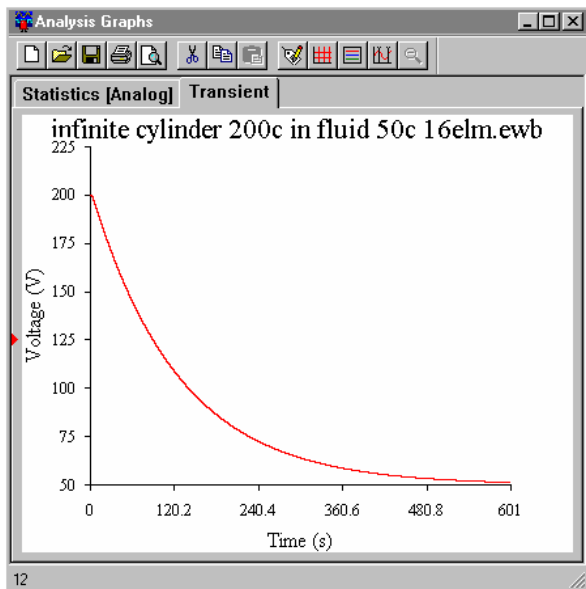 Analysis Graphs
Statistics [Analog] Transient
infinite cylinder 200c in fluid 50c 16elm.ewb
225
200
175
150
125
100
75
50
Voltage (V)
0 120.2 240.4 360.6 480.8 601
Time (s)
12